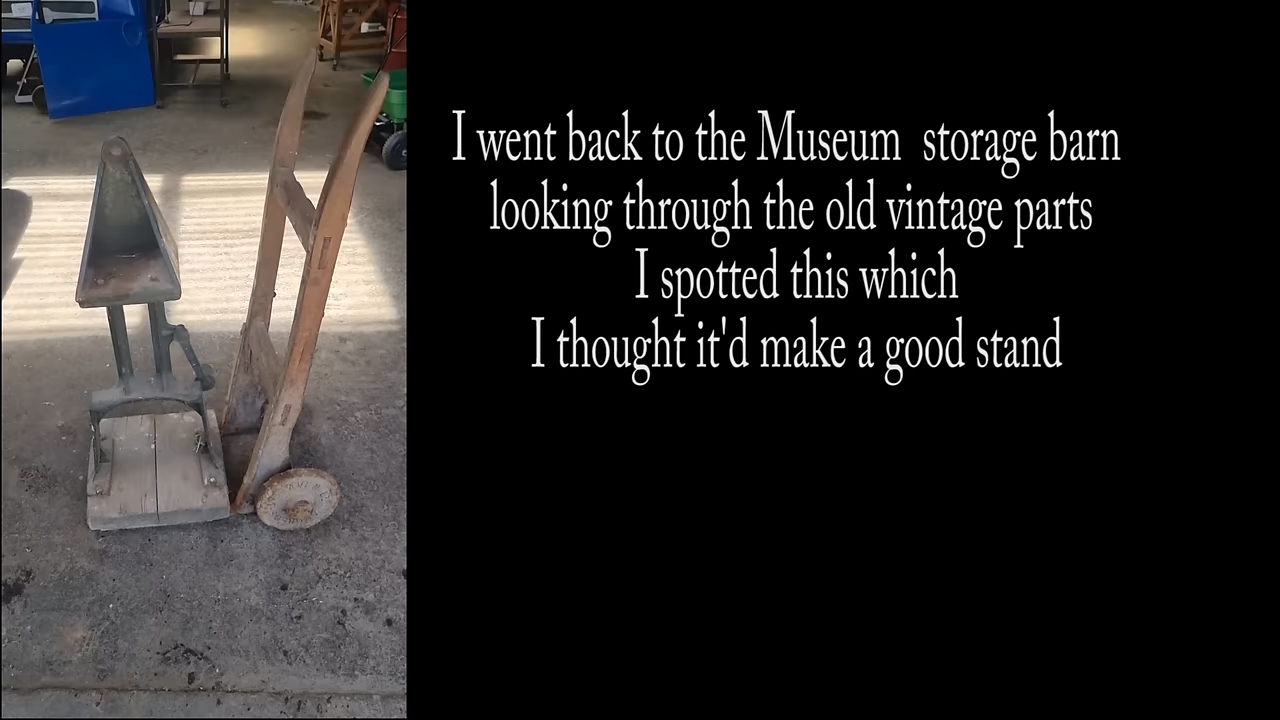 I went back to the Museum  storage barn
looking through the old vintage parts
I spotted this which
I thought it'd make a good stand